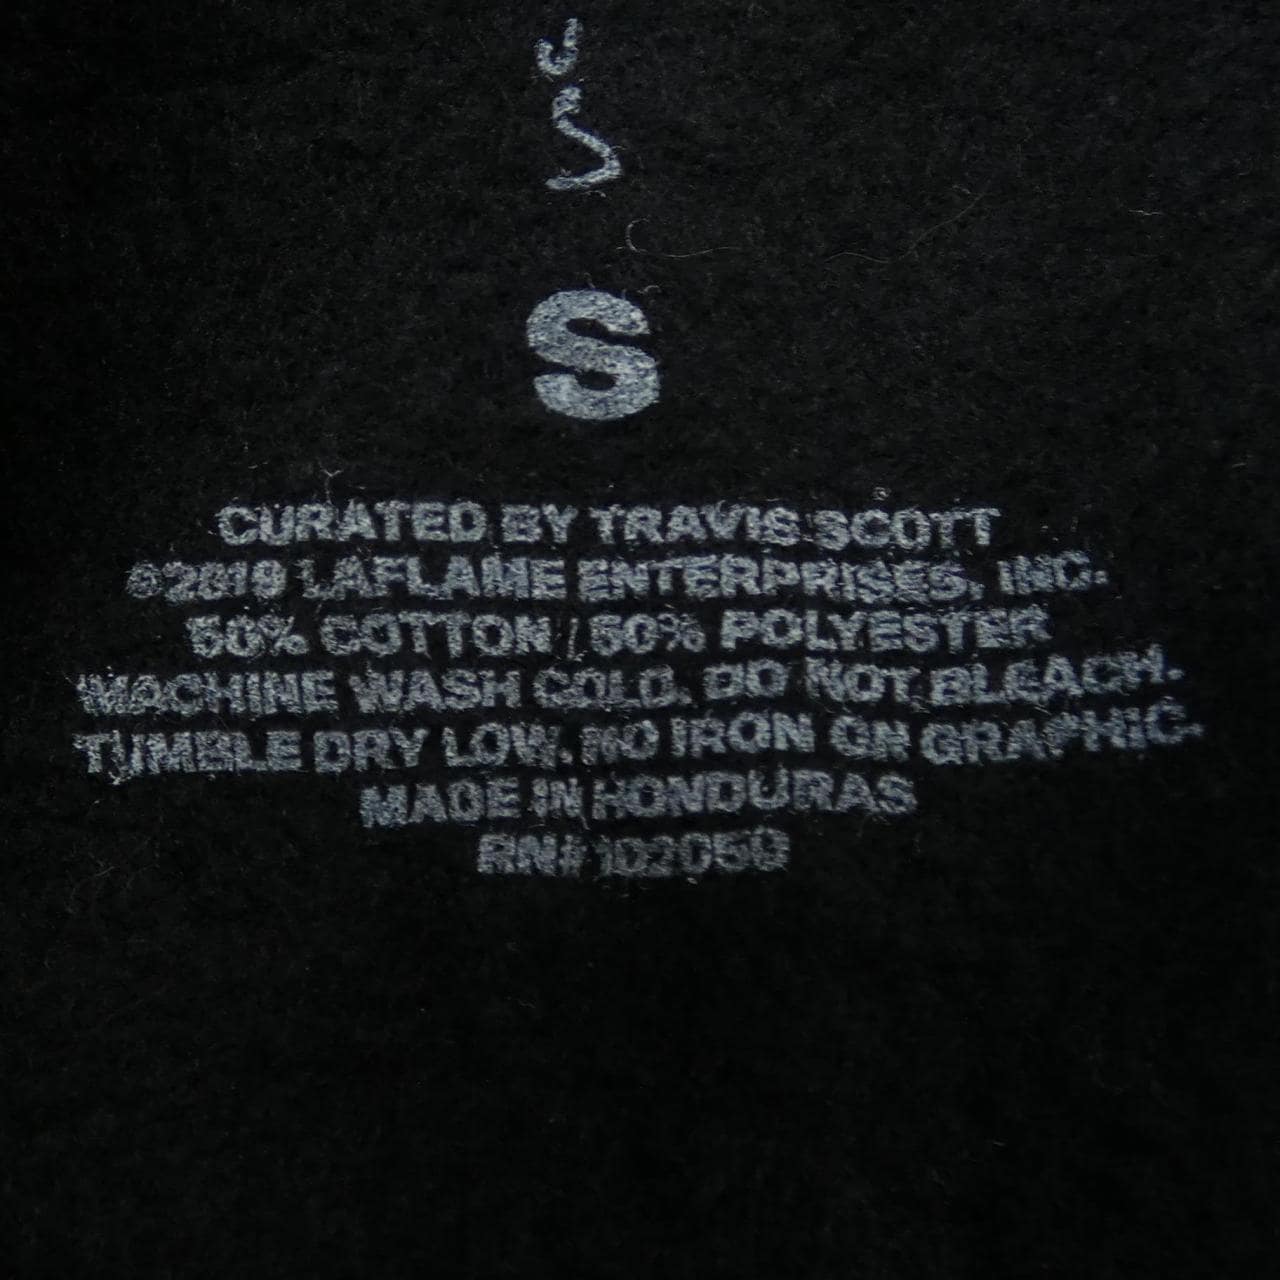 S
CURATED BY TRAVIS SCOTT
©2019 LAFLAME ENTERPRISES, INC.
50% COTTON / 50% POLYESTER
MACHINE WASH COLD. DO NOT BLEACH.
TUMBLE DRY LOW. NO IRON ON GRAPHIC.
MADE IN HONDURAS
RN# 102050